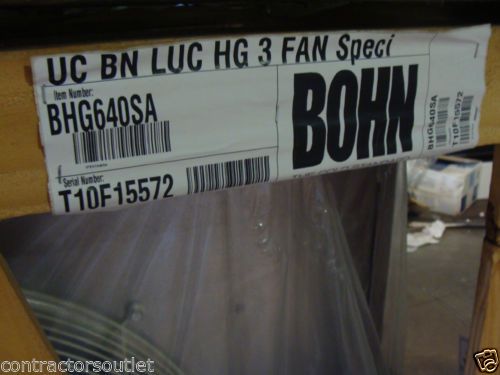 UC BN LUC HG 3 FAN Speci
Item Number:
BHG640SA
BOHN
Serial Number:
T10F15572
BHG640SA
T10F15572
contractorsoutlet